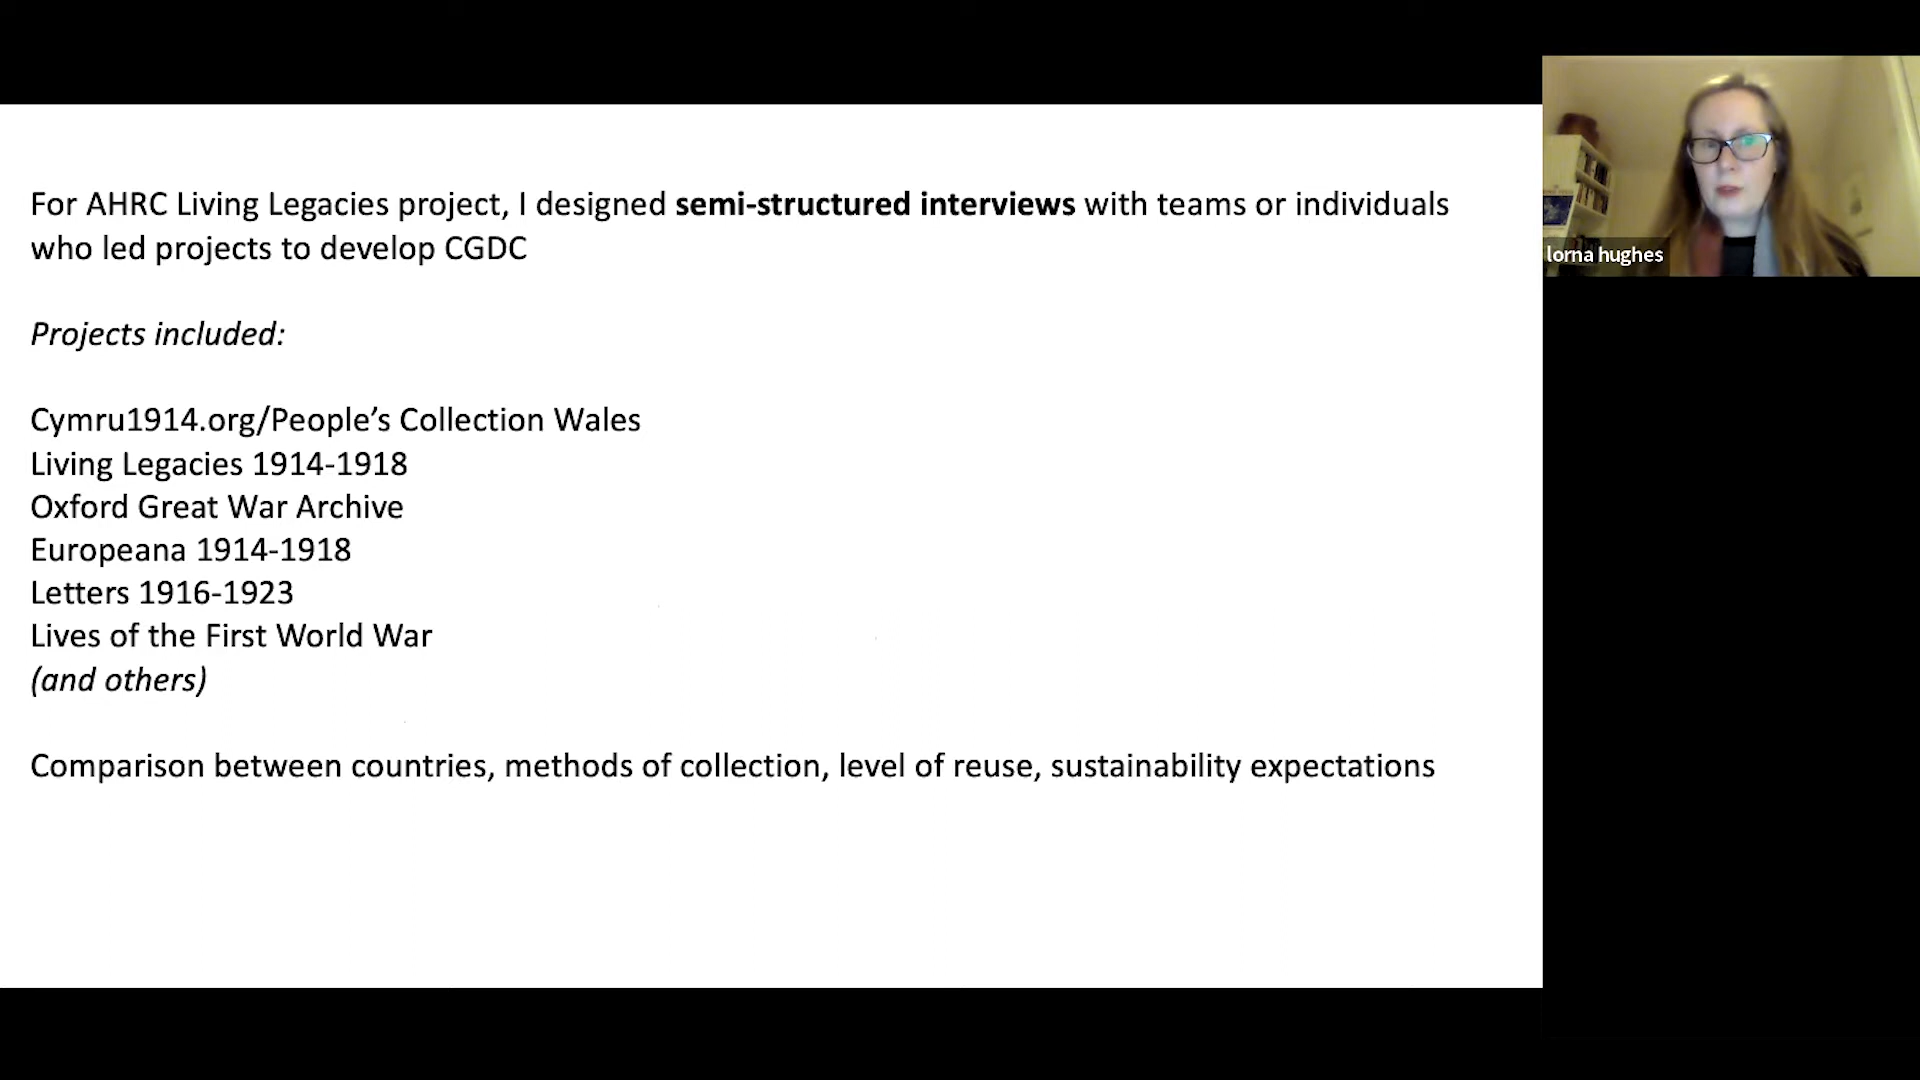 For AHRC Living Legacies project, I designed semi-structured interviews with teams or individuals
who led projects to develop CGDC
Projects included:
Cymru1914.org/People’s Collection Wales
Living Legacies 1914-1918
Oxford Great War Archive
Europeana 1914-1918
Letters 1916-1923
Lives of the First World War
(and others)
Comparison between countries, methods of collection, level of reuse, sustainability expectations
lorna hughes